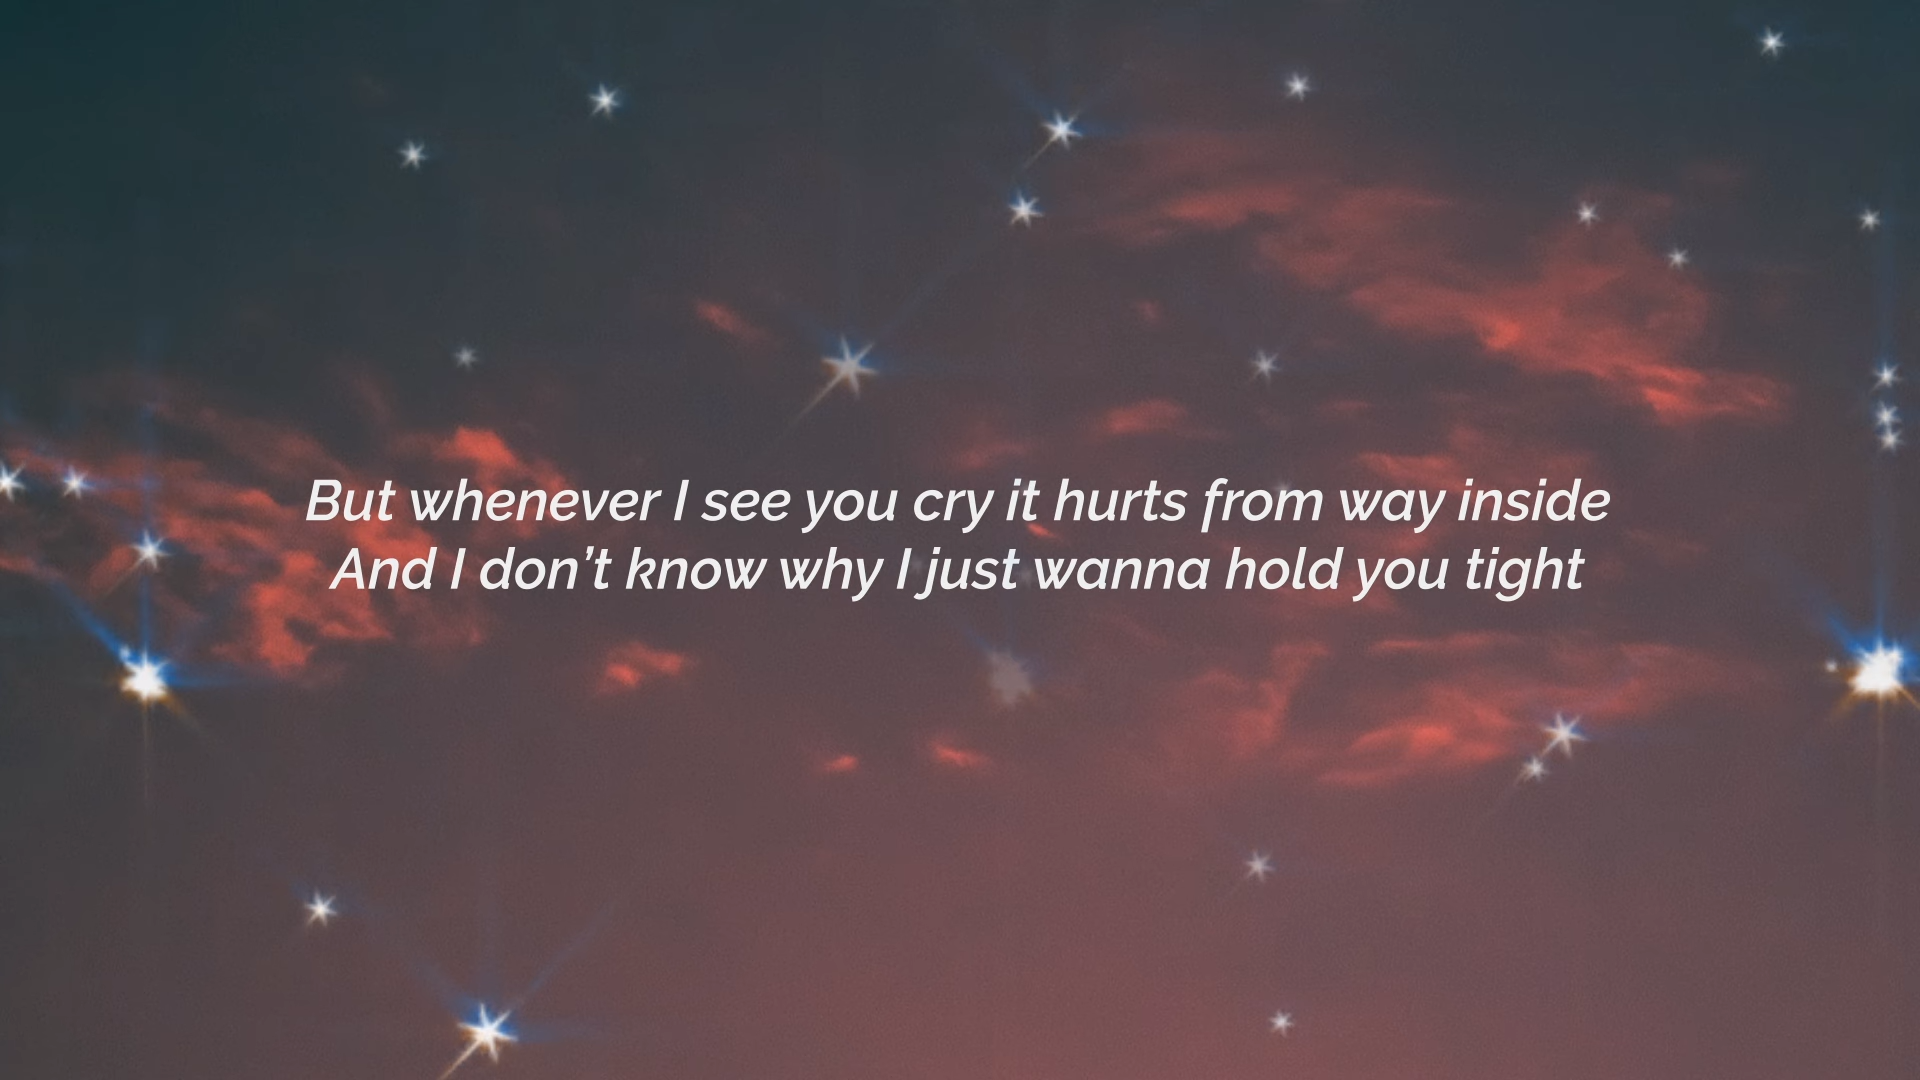 But whenever I see you cry it hurts from way inside
And I don’t know why I just wanna hold you tight